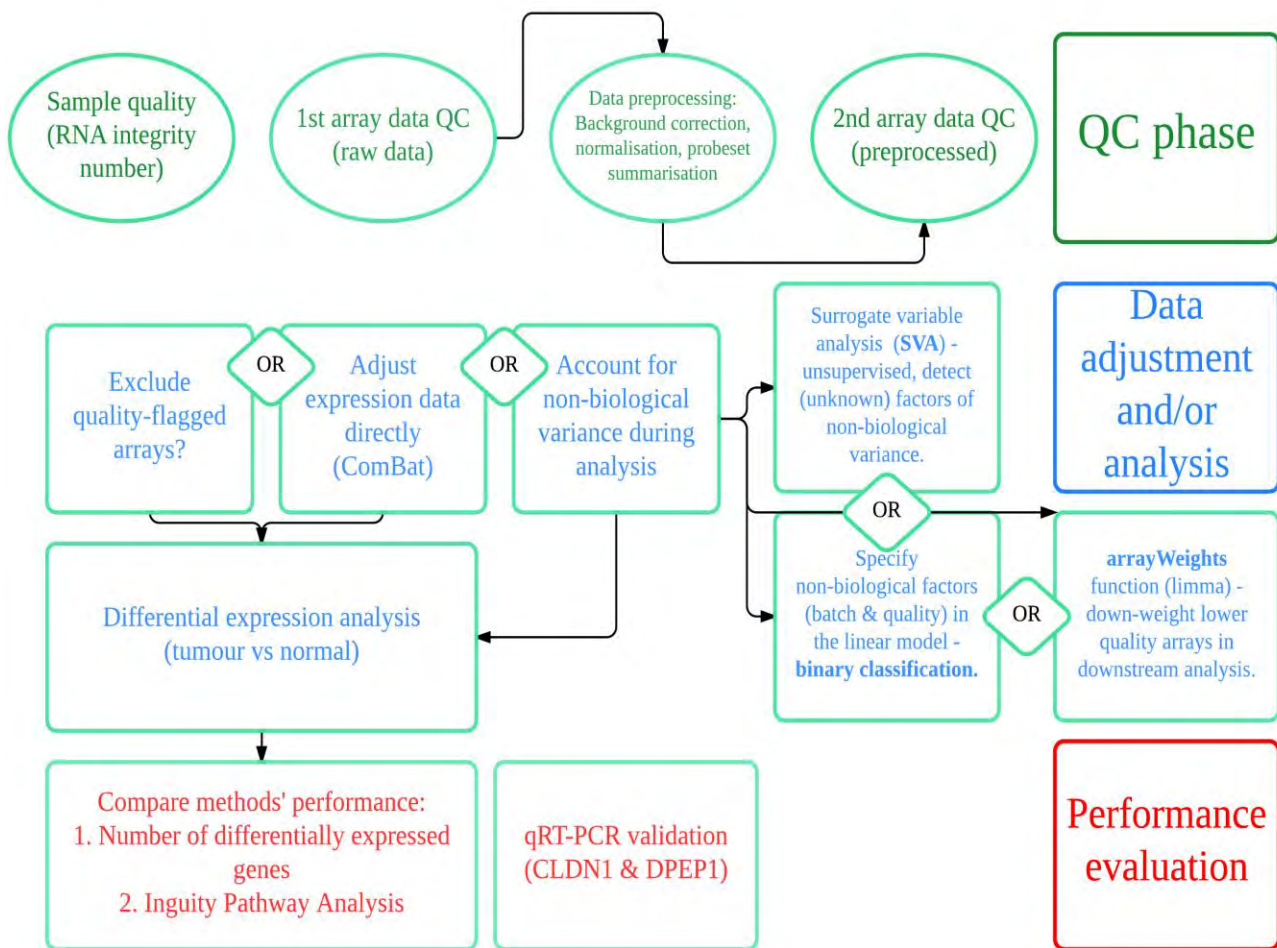 Sample quality
(RNA integrity
number)
1st array data QC
(raw data)
Data preprocessing:
Background correction,
normalisation, probeset
summarisation
2nd array data QC
(preprocessed)
QC phase
Exclude
quality-flagged
arrays?
OR
Adjust
expression data
directly
(ComBat)
OR
Account for
non-biological
variance during
analysis
Surrogate variable
analysis (SVA) -
unsupervised, detect
(unknown) factors of
non-biological
variance.
Data
adjustment
and/or
analysis
OR
Differential expression analysis
(tumour vs normal)
Specify
non-biological factors
(batch & quality) in
the linear model -
binary classification.
OR
arrayWeights
function (limma) -
down-weight lower
quality arrays in
downstream analysis.
Compare methods' performance:
1. Number of differentially expressed
genes
2. Inguity Pathway Analysis
qRT-PCR validation
(CLDN1 & DPEP1)
Performance
evaluation